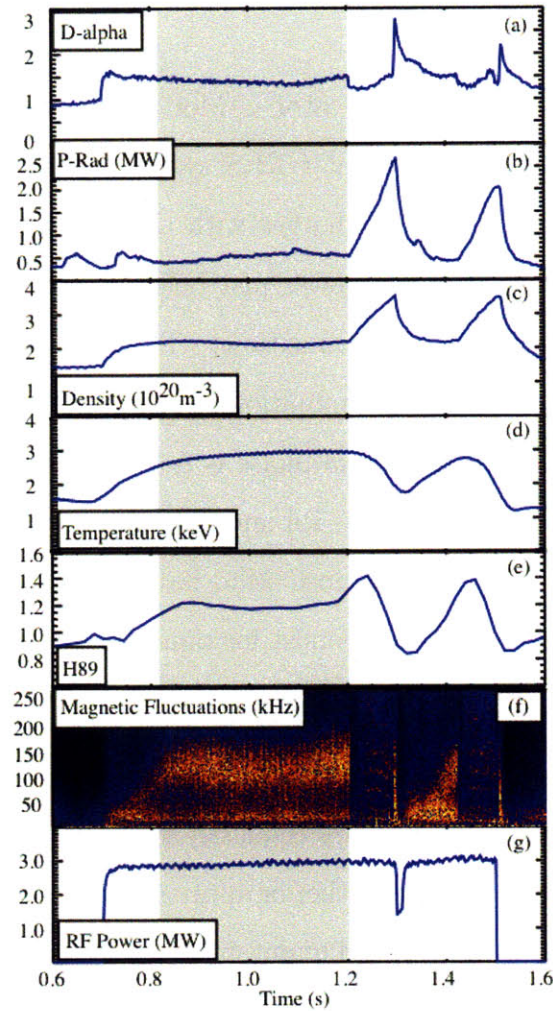 3
D-alpha
(a)
2
1
0
P-Rad (MW)
(b)
2.5
2.0
1.5
1.0
0.5
4
(c)
3
2
1
Density (10²⁰m⁻³)
4
(d)
3
2
1
Temperature (keV)
1.6
(e)
1.4
1.2
1.0
0.8
H89
250
Magnetic Fluctuations (kHz)
(f)
200
150
100
50
3.0
(g)
2.0
1.0
RF Power (MW)
0.6
0.8
1.0
1.2
1.4
1.6
Time (s)